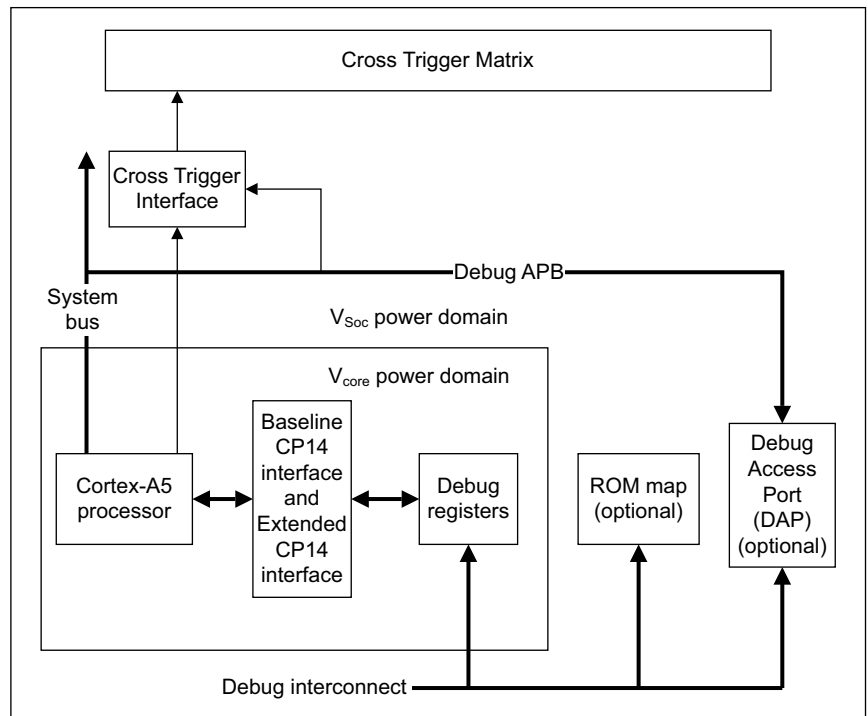 Cross Trigger Matrix
Cross Trigger
Interface
Debug APB
System
bus
VSoc power domain
Vcore power domain
Cortex-A5
processor
Baseline
CP14
interface
and
Extended
CP14
interface
Debug
registers
ROM map
(optional)
Debug
Access
Port
(DAP)
(optional)
Debug interconnect